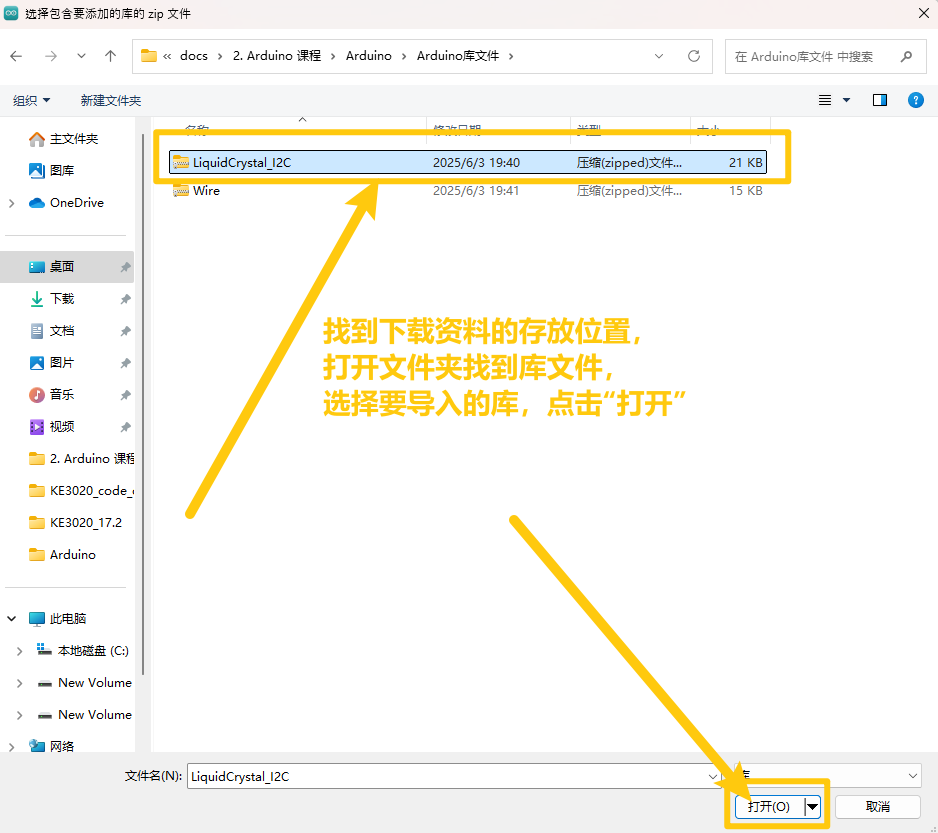 选择包含要添加的库的 zip 文件
« docs › 2. Arduino 课程 › Arduino › Arduino库文件 ›
在 Arduino库文件 中搜索
组织
新建文件夹
名称 修改日期 类型 大小
LiquidCrystal_I2C 2025/6/3 19:40 压缩(zipped)文件... 21 KB
Wire 2025/6/3 19:41 压缩(zipped)文件... 15 KB
主文件夹
图库
OneDrive
桌面
下载
文档
图片
音乐
视频
2. Arduino 课程
KE3020_code_
KE3020_17.2
Arduino
此电脑
本地磁盘 (C:)
New Volume
New Volume
网络
找到下载资料的存放位置，
打开文件夹找到库文件，
选择要导入的库，点击“打开”
文件名(N): LiquidCrystal_I2C
库
打开(O)
取消